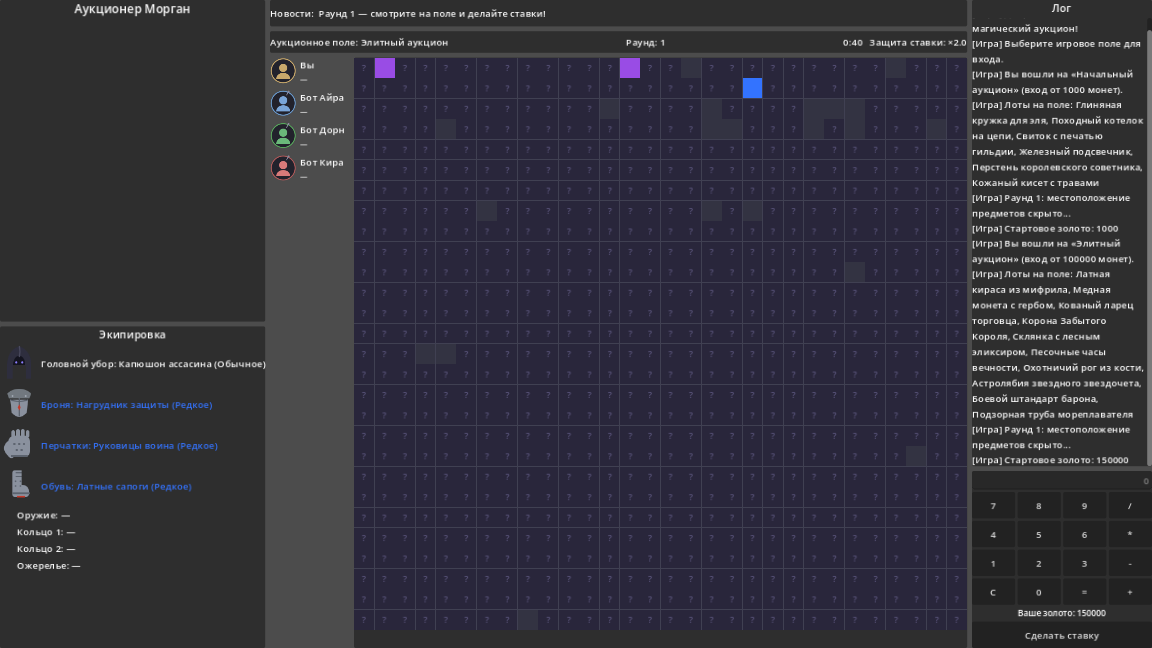 Аукционер Морган
Новости: Раунд 1 — смотрите на поле и делайте ставки!
Аукционное поле: Элитный аукцион
Раунд: 1
0:40 Защита ставки: ×2.0
Вы
—
Бот Айра
—
Бот Дорн
—
Бот Кира
—
Экипировка
Головной убор: Капюшон ассасина (Обычное)
Броня: Нагрудник защиты (Редкое)
Перчатки: Руковицы воина (Редкое)
Обувь: Латные сапоги (Редкое)
Оружие: —
Кольцо 1: —
Кольцо 2: —
Ожерелье: —
Лог
магический аукцион!
[Игра] Выберите игровое поле для
входа.
[Игра] Вы вошли на «Начальный
аукцион» (вход от 1000 монет).
[Игра] Лоты на поле: Глиняная
кружка для эля, Походный котелок
на цепи, Свиток с печатью
гильдии, Железный подсвечник,
Перстень королевского советника,
Кожаный кисет с травами
[Игра] Раунд 1: местоположение
предметов скрыто...
[Игра] Стартовое золото: 1000
[Игра] Вы вошли на «Элитный
аукцион» (вход от 100000 монет).
[Игра] Лоты на поле: Латная
кираса из мифрила, Медная
монета с гербом, Кованый ларец
торговца, Корона Забытого
Короля, Склянка с лесным
эликсиром, Песочные часы
вечности, Охотничий рог из кости,
Астролябия звездного звездочета,
Боевой штандарт барона,
Подзорная труба мореплавателя
[Игра] Раунд 1: местоположение
предметов скрыто...
[Игра] Стартовое золото: 150000
0
7 8 9 /
4 5 6 *
1 2 3 -
C 0 = +
Ваше золото: 150000
Сделать ставку